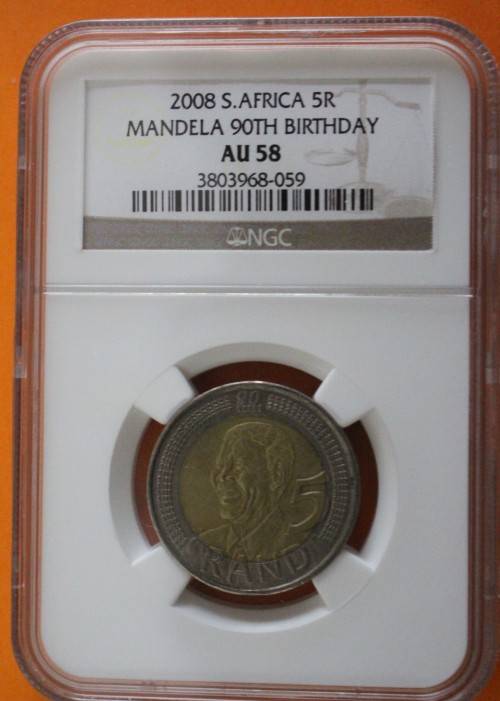 2008 S.AFRICA 5R
MANDELA 90TH BIRTHDAY
AU 58
3803968-059
NGC
90
5
RAND